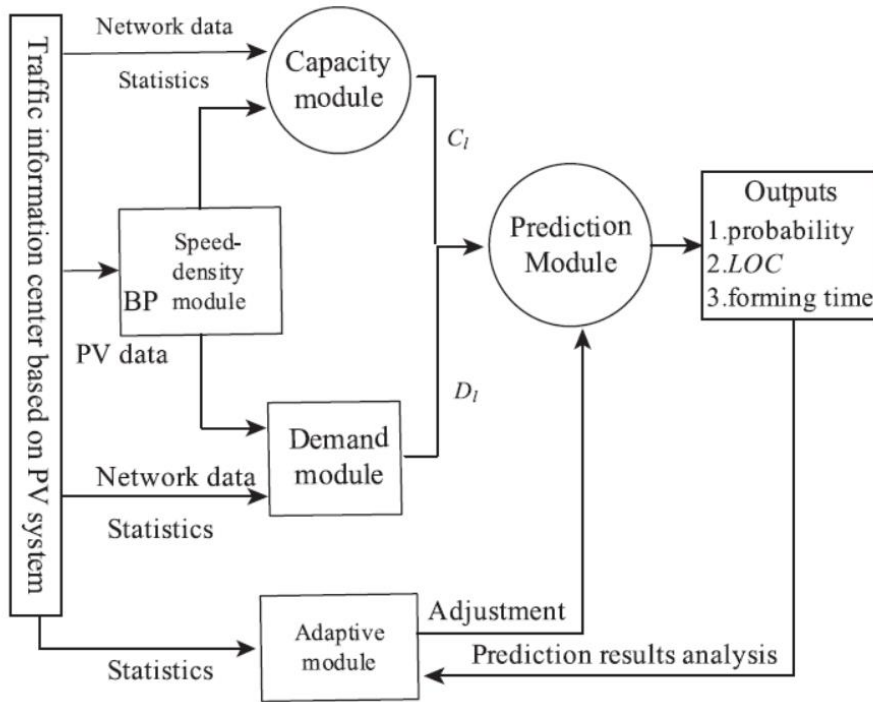 Traffic information center based on PV system
Network data
Statistics
Capacity
module
C_l
Speed-
density
BP module
PV data
Prediction
Module
Outputs
1.probability
2.LOC
3.forming time
D_l
Demand
module
Network data
Statistics
Adaptive
module
Adjustment
Statistics
Prediction results analysis